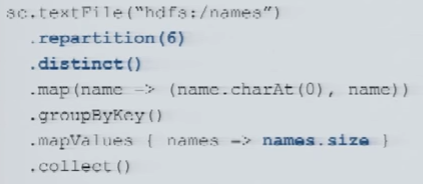 sc.textFile("hdfs:/names")
.repartition(6)
.distinct()
.map(name -> (name.charAt(0), name))
.groupByKey()
.mapValues { names -> names.size }
.collect()